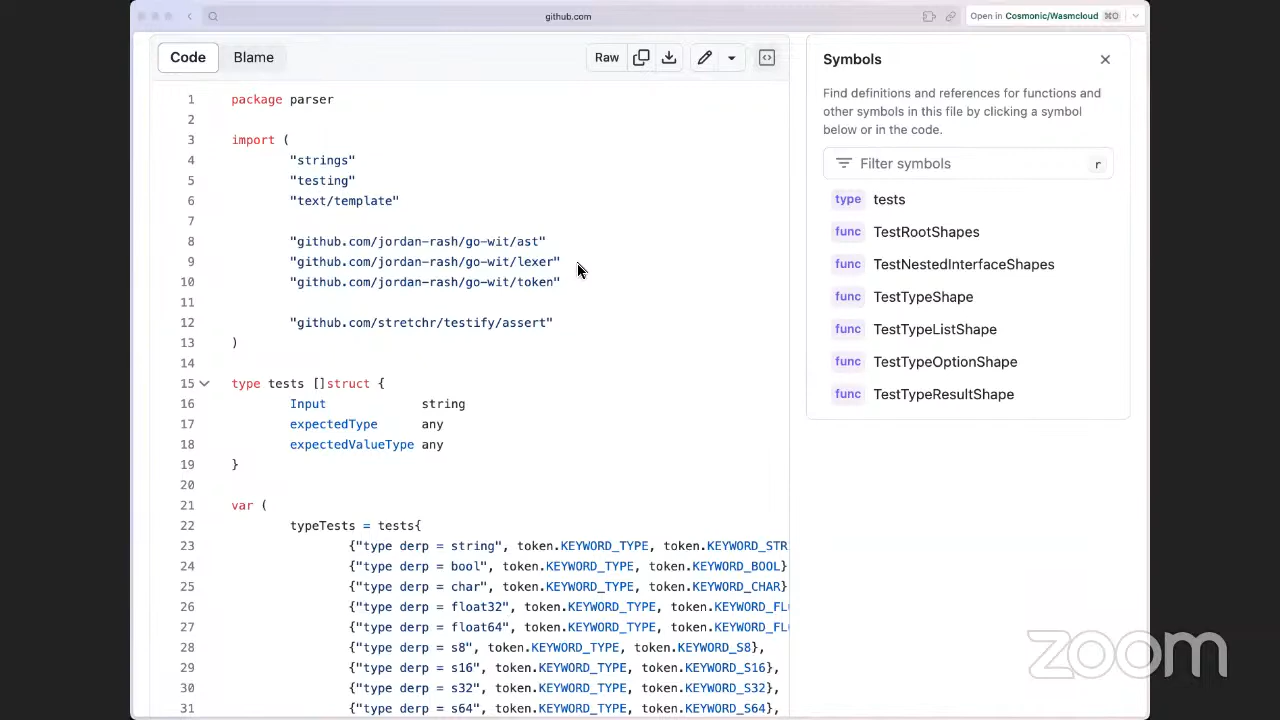 github.com
Open in Cosmonic/Wasmcloud ⌘O
Code Blame Raw
1 package parser
2
3 import (
4 "strings"
5 "testing"
6 "text/template"
7
8 "github.com/jordan-rash/go-wit/ast"
9 "github.com/jordan-rash/go-wit/lexer"
10 "github.com/jordan-rash/go-wit/token"
11
12 "github.com/stretchr/testify/assert"
13 )
14
15 type tests []struct {
16 Input string
17 expectedType any
18 expectedValueType any
19 }
20
21 var (
22 typeTests = tests{
23 {"type derp = string", token.KEYWORD_TYPE, token.KEYWORD_STR
24 {"type derp = bool", token.KEYWORD_TYPE, token.KEYWORD_BOOL}
25 {"type derp = char", token.KEYWORD_TYPE, token.KEYWORD_CHAR}
26 {"type derp = float32", token.KEYWORD_TYPE, token.KEYWORD_FL
27 {"type derp = float64", token.KEYWORD_TYPE, token.KEYWORD_FL
28 {"type derp = s8", token.KEYWORD_TYPE, token.KEYWORD_S8},
29 {"type derp = s16", token.KEYWORD_TYPE, token.KEYWORD_S16},
30 {"type derp = s32", token.KEYWORD_TYPE, token.KEYWORD_S32},
31 {"type derp = s64", token.KEYWORD_TYPE, token.KEYWORD_S64},
Symbols
Find definitions and references for functions and
other symbols in this file by clicking a symbol
below or in the code.
Filter symbols r
type tests
func TestRootShapes
func TestNestedInterfaceShapes
func TestTypeShape
func TestTypeListShape
func TestTypeOptionShape
func TestTypeResultShape
zoom